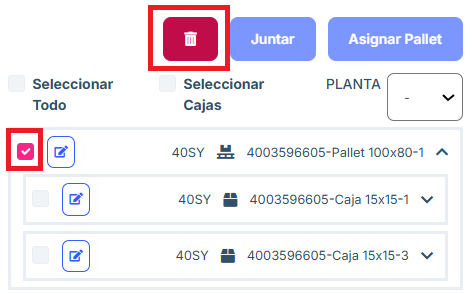 Juntar
Asignar Pallet
Seleccionar Todo
Seleccionar Cajas
PLANTA
-
40SY 4003596605-Pallet 100x80-1
40SY 4003596605-Caja 15x15-1
40SY 4003596605-Caja 15x15-3